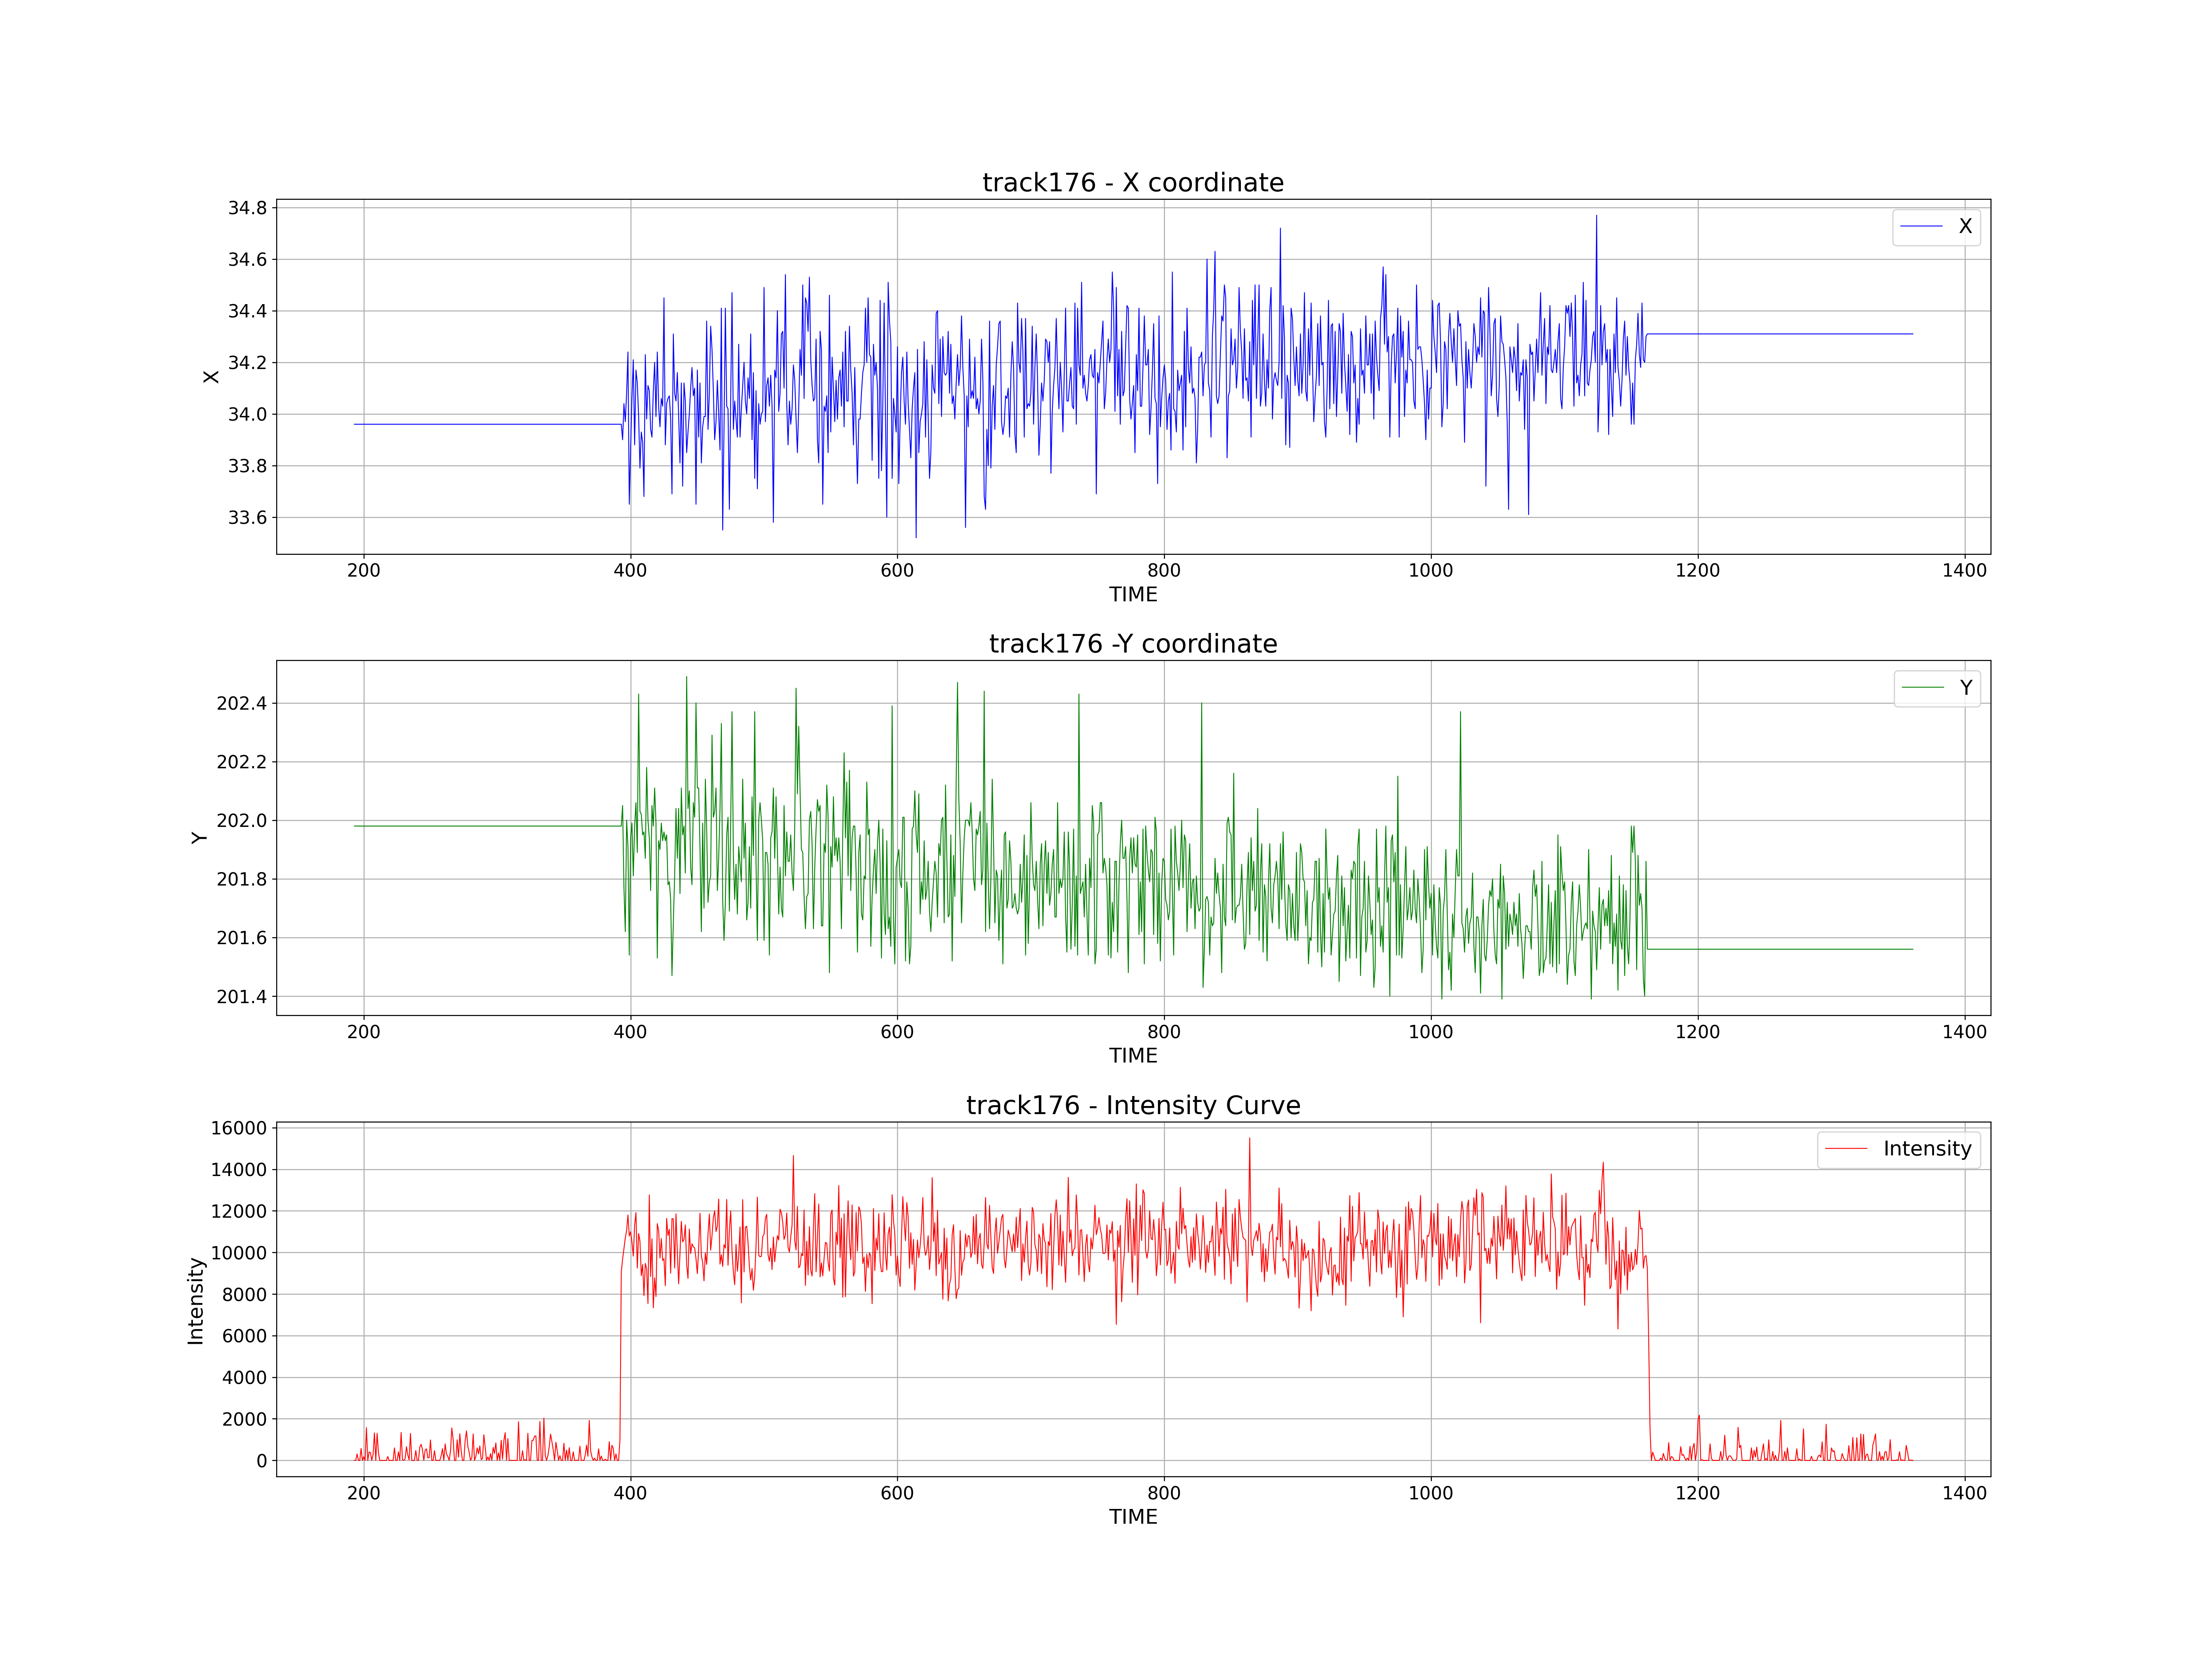 track176 - X coordinate
34.8
34.6
34.4
34.2
34.0
33.8
33.6
X
X
200 400 600 800 1000 1200 1400
TIME
track176 -Y coordinate
202.4
202.2
202.0
201.8
201.6
201.4
Y
Y
200 400 600 800 1000 1200 1400
TIME
track176 - Intensity Curve
16000
14000
12000
10000
8000
6000
4000
2000
0
Intensity
Intensity
200 400 600 800 1000 1200 1400
TIME